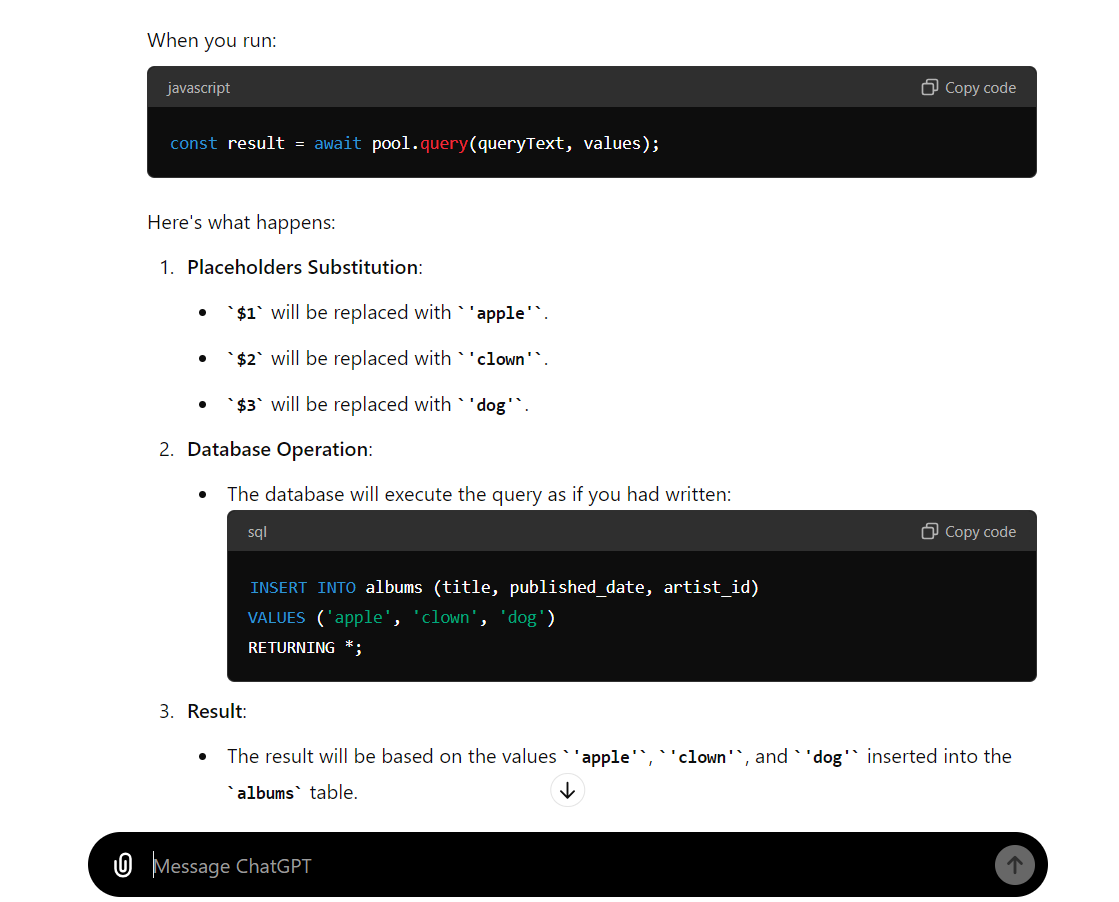 When you run:
javascript
Copy code
const result = await pool.query(queryText, values);
Here's what happens:
1. Placeholders Substitution:
• `$1` will be replaced with `'apple'`.
• `$2` will be replaced with `'clown'`.
• `$3` will be replaced with `'dog'`.
2. Database Operation:
• The database will execute the query as if you had written:
sql
Copy code
INSERT INTO albums (title, published_date, artist_id)
VALUES ('apple', 'clown', 'dog')
RETURNING *;
3. Result:
• The result will be based on the values `'apple'`, `'clown'`, and `'dog'` inserted into the
`albums` table.
Message ChatGPT